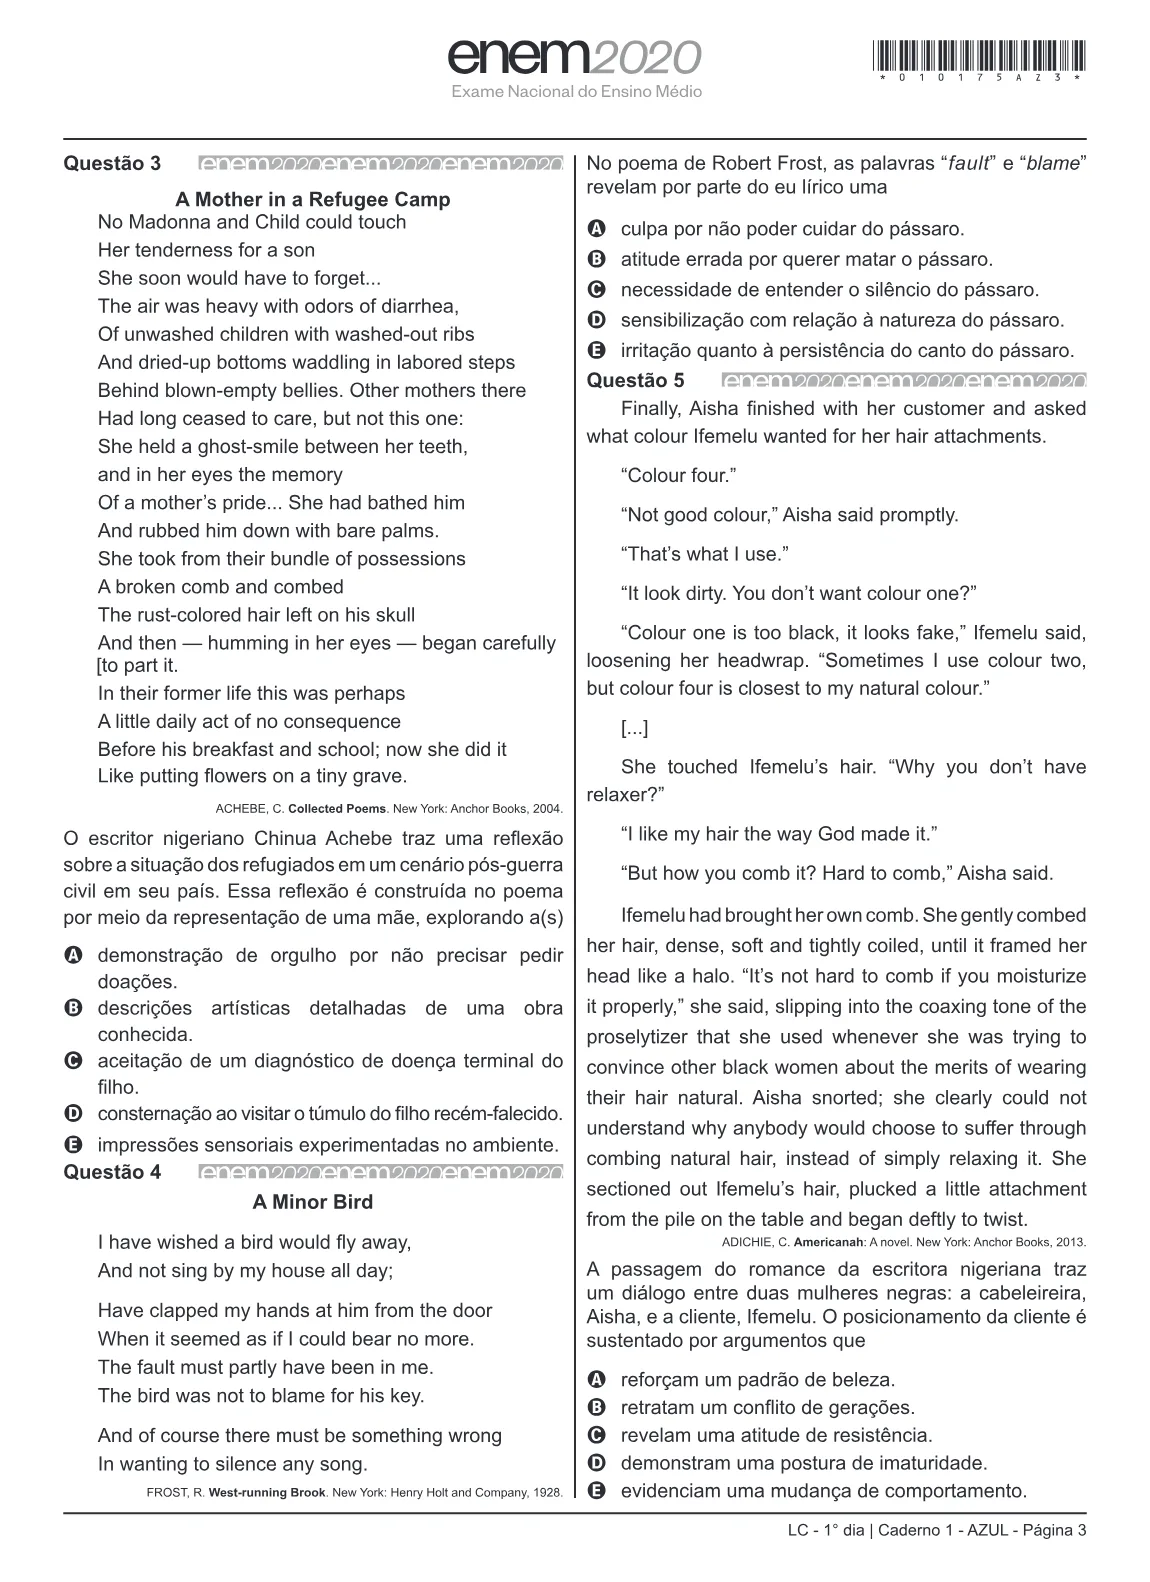 enem2020
Exame Nacional do Ensino Médio
*010175AZ3*
Questão 3 enem2020enem2020enem2020
A Mother in a Refugee Camp
No Madonna and Child could touch
Her tenderness for a son
She soon would have to forget...
The air was heavy with odors of diarrhea,
Of unwashed children with washed-out ribs
And dried-up bottoms waddling in labored steps
Behind blown-empty bellies. Other mothers there
Had long ceased to care, but not this one:
She held a ghost-smile between her teeth,
and in her eyes the memory
Of a mother’s pride... She had bathed him
And rubbed him down with bare palms.
She took from their bundle of possessions
A broken comb and combed
The rust-colored hair left on his skull
And then — humming in her eyes — began carefully
[to part it.
In their former life this was perhaps
A little daily act of no consequence
Before his breakfast and school; now she did it
Like putting flowers on a tiny grave.
ACHEBE, C. Collected Poems. New York: Anchor Books, 2004.
O escritor nigeriano Chinua Achebe traz uma reflexão
sobre a situação dos refugiados em um cenário pós-guerra
civil em seu país. Essa reflexão é construída no poema
por meio da representação de uma mãe, explorando a(s)
A demonstração de orgulho por não precisar pedir
doações.
B descrições artísticas detalhadas de uma obra
conhecida.
C aceitação de um diagnóstico de doença terminal do
filho.
D consternação ao visitar o túmulo do filho recém-falecido.
E impressões sensoriais experimentadas no ambiente.
Questão 4 enem2020enem2020enem2020
A Minor Bird
I have wished a bird would fly away,
And not sing by my house all day;
Have clapped my hands at him from the door
When it seemed as if I could bear no more.
The fault must partly have been in me.
The bird was not to blame for his key.
And of course there must be something wrong
In wanting to silence any song.
FROST, R. West-running Brook. New York: Henry Holt and Company, 1928.
No poema de Robert Frost, as palavras “fault” e “blame”
revelam por parte do eu lírico uma
A culpa por não poder cuidar do pássaro.
B atitude errada por querer matar o pássaro.
C necessidade de entender o silêncio do pássaro.
D sensibilização com relação à natureza do pássaro.
E irritação quanto à persistência do canto do pássaro.
Questão 5 enem2020enem2020enem2020
Finally, Aisha finished with her customer and asked
what colour Ifemelu wanted for her hair attachments.
“Colour four.”
“Not good colour,” Aisha said promptly.
“That’s what I use.”
“It look dirty. You don’t want colour one?”
“Colour one is too black, it looks fake,” Ifemelu said,
loosening her headwrap. “Sometimes I use colour two,
but colour four is closest to my natural colour.”
[...]
She touched Ifemelu’s hair. “Why you don’t have
relaxer?”
“I like my hair the way God made it.”
“But how you comb it? Hard to comb,” Aisha said.
Ifemelu had brought her own comb. She gently combed
her hair, dense, soft and tightly coiled, until it framed her
head like a halo. “It’s not hard to comb if you moisturize
it properly,” she said, slipping into the coaxing tone of the
proselytizer that she used whenever she was trying to
convince other black women about the merits of wearing
their hair natural. Aisha snorted; she clearly could not
understand why anybody would choose to suffer through
combing natural hair, instead of simply relaxing it. She
sectioned out Ifemelu’s hair, plucked a little attachment
from the pile on the table and began deftly to twist.
ADICHIE, C. Americanah: A novel. New York: Anchor Books, 2013.
A passagem do romance da escritora nigeriana traz
um diálogo entre duas mulheres negras: a cabeleireira,
Aisha, e a cliente, Ifemelu. O posicionamento da cliente é
sustentado por argumentos que
A reforçam um padrão de beleza.
B retratam um conflito de gerações.
C revelam uma atitude de resistência.
D demonstram uma postura de imaturidade.
E evidenciam uma mudança de comportamento.
LC - 1° dia | Caderno 1 - AZUL - Página 3